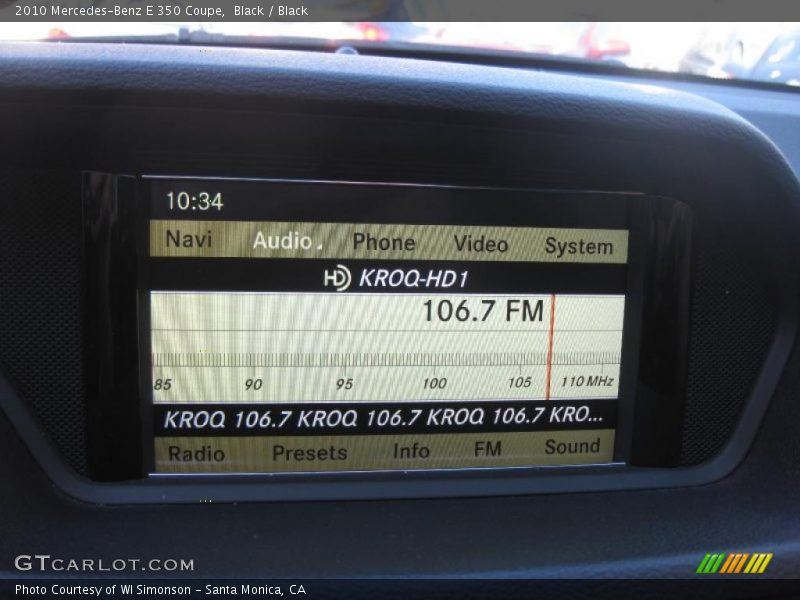 2010 Mercedes-Benz E 350 Coupe, Black / Black
10:34
Navi Audio Phone Video System
HD KROQ-HD1
106.7 FM
85 90 95 100 105 110 MHz
KROQ 106.7 KROQ 106.7 KROQ 106.7 KRO...
Radio Presets Info FM Sound
GTCARLOT.COM
Photo Courtesy of WI Simonson - Santa Monica, CA